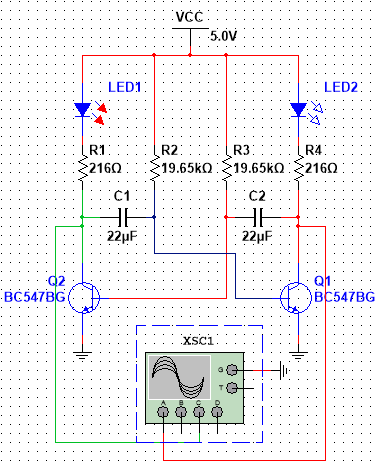 VCC
5.0V
LED1 LED2
R1 R2 R3 R4
216Ω 19.65kΩ 19.65kΩ 216Ω
C1 C2
22µF 22µF
Q2 Q1
BC547BG BC547BG
XSC1
G
T
A B C D